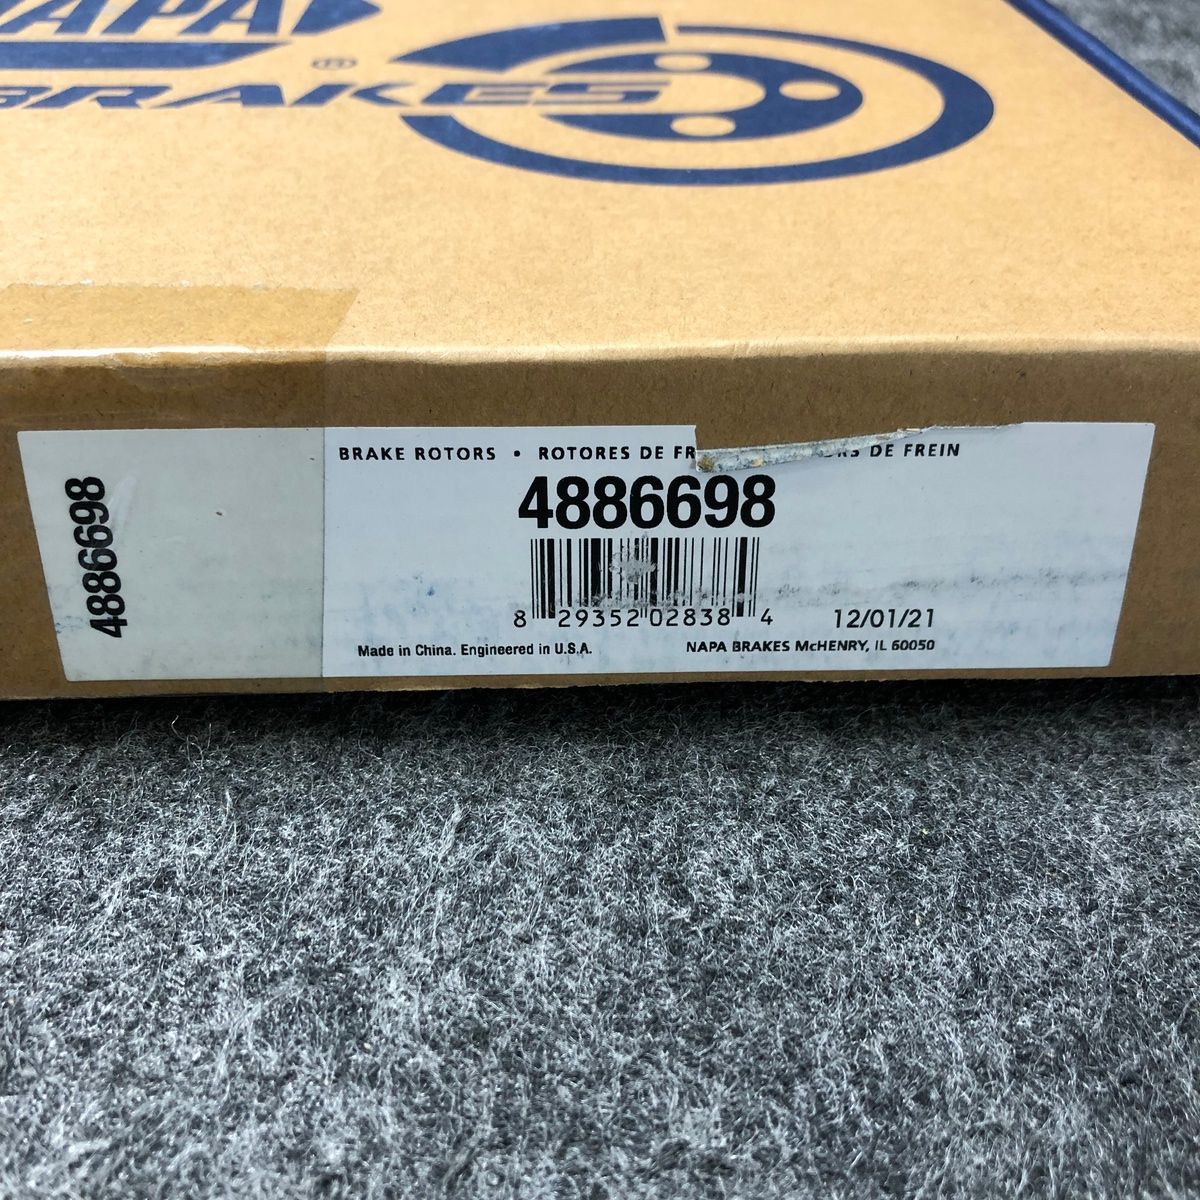 NAPA
®
BRAKES
BRAKE ROTORS • ROTORES DE DE FREIN
4886698
4886698
8 29352 02838 4
12/01/21
Made in China. Engineered in U.S.A.
NAPA BRAKES McHENRY, IL 60050